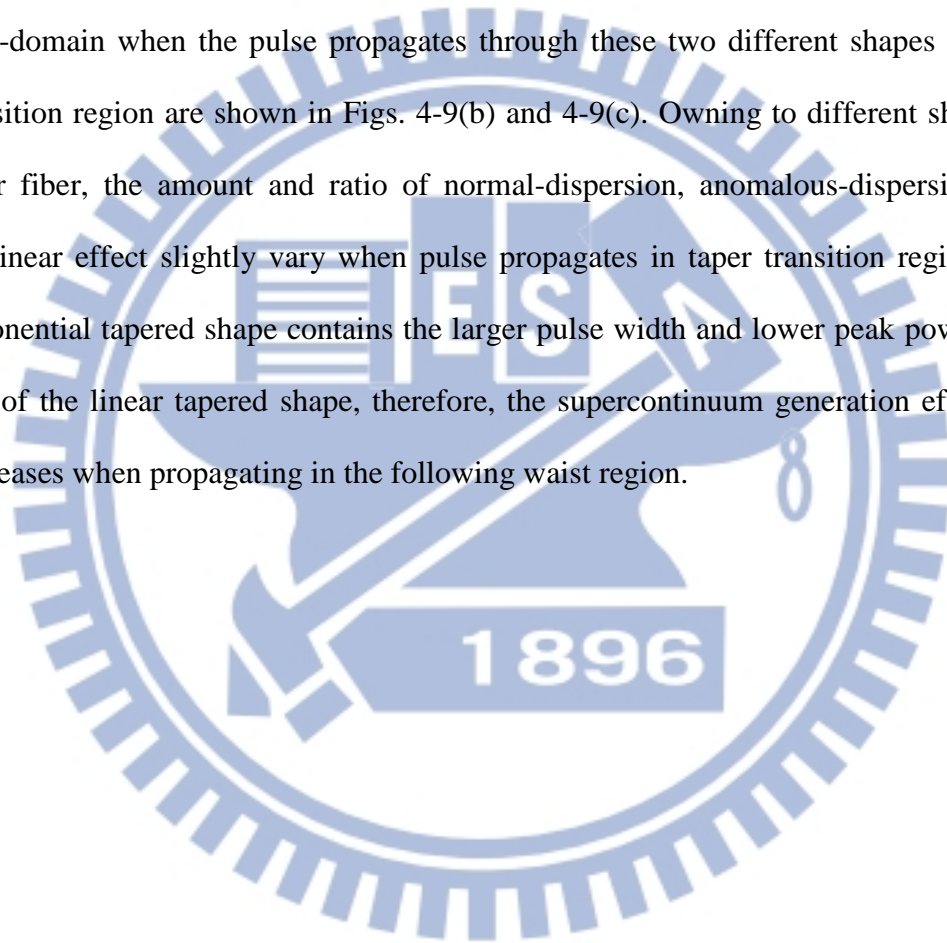 -domain when the pulse propagates through these two different shapes
sition region are shown in Figs. 4-9(b) and 4-9(c). Owning to different sh
r fiber, the amount and ratio of normal-dispersion, anomalous-dispersi
linear effect slightly vary when pulse propagates in taper transition regi
onential tapered shape contains the larger pulse width and lower peak pow
of the linear tapered shape, therefore, the supercontinuum generation ef
eases when propagating in the following waist region.
E S A
8
1896